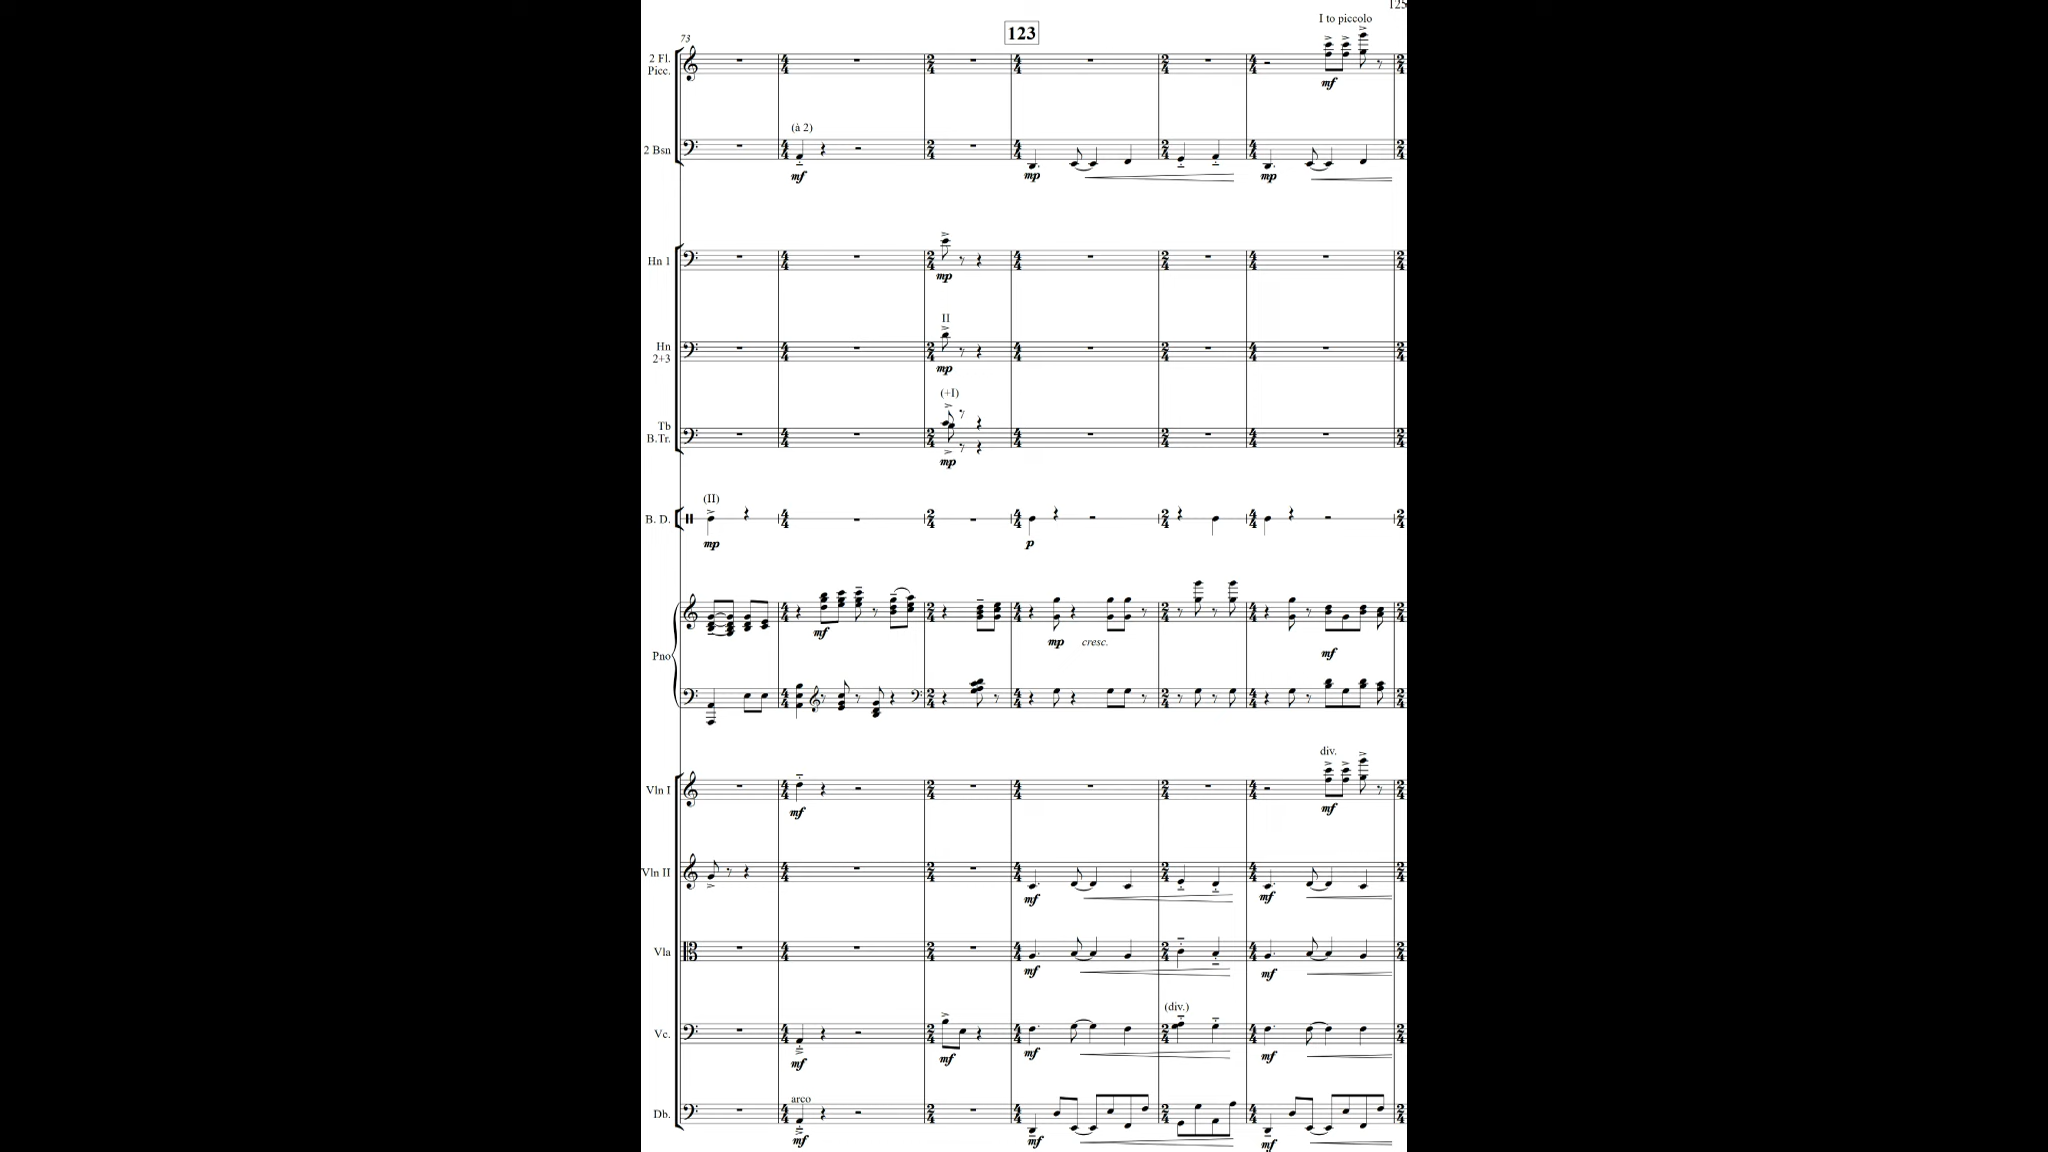 125
I to piccolo
123
73
2 Fl.
Picc.
mf
(à 2)
2 Bsn
mf
mp
mp
Hn 1
mp
II
Hn
2+3
mp
(+I)
Tb
B.Tr.
mp
(II)
B. D.
mp
p
mf
mp
cresc.
mf
Pno
div.
Vln I
mf
mf
Vln II
mf
mf
Vla
mf
mf
(div.)
Vc.
mf
mf
mf
mf
arco
Db.
mf
mf
mf